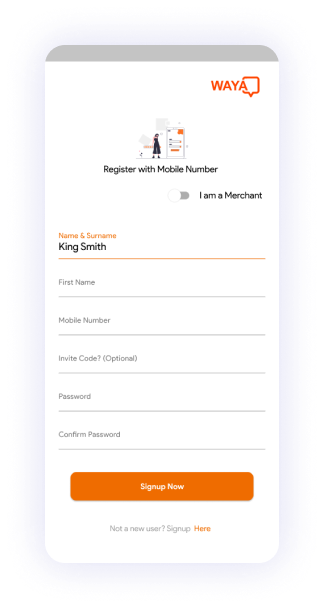 WAYA
Register with Mobile Number
I am a Merchant
Name & Surname
King Smith
First Name
Mobile Number
Invite Code? (Optional)
Password
Confirm Password
Signup Now
Not a new user? Signup Here